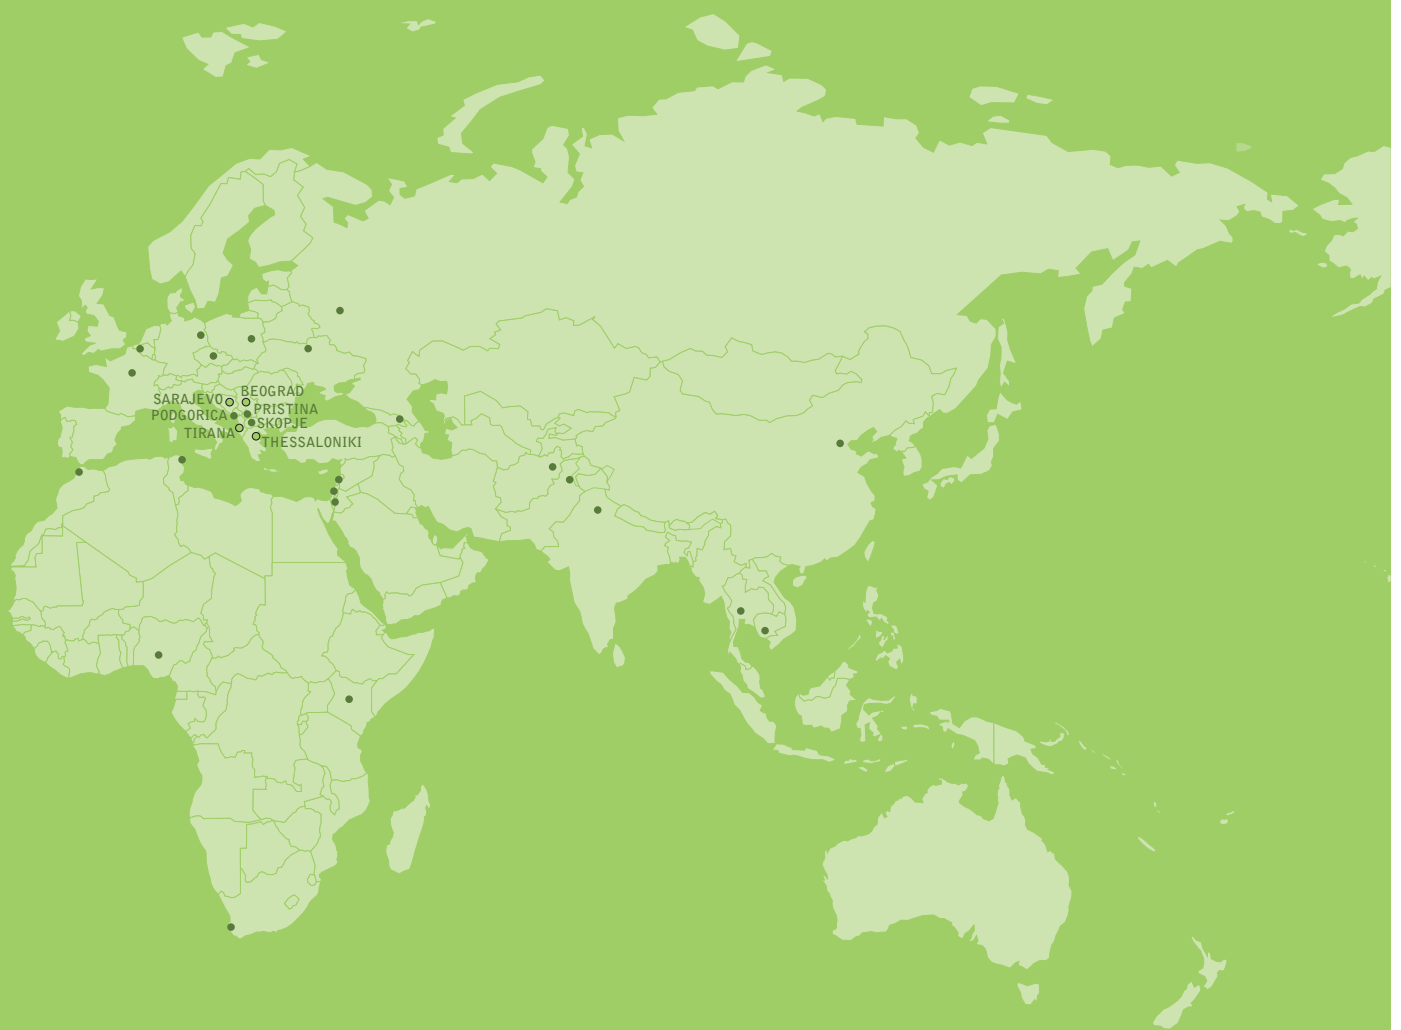 BEOGRAD
SARAJEVO
PRISTINA
PODGORICA
SKOPJE
TIRANA
THESSALONIKI